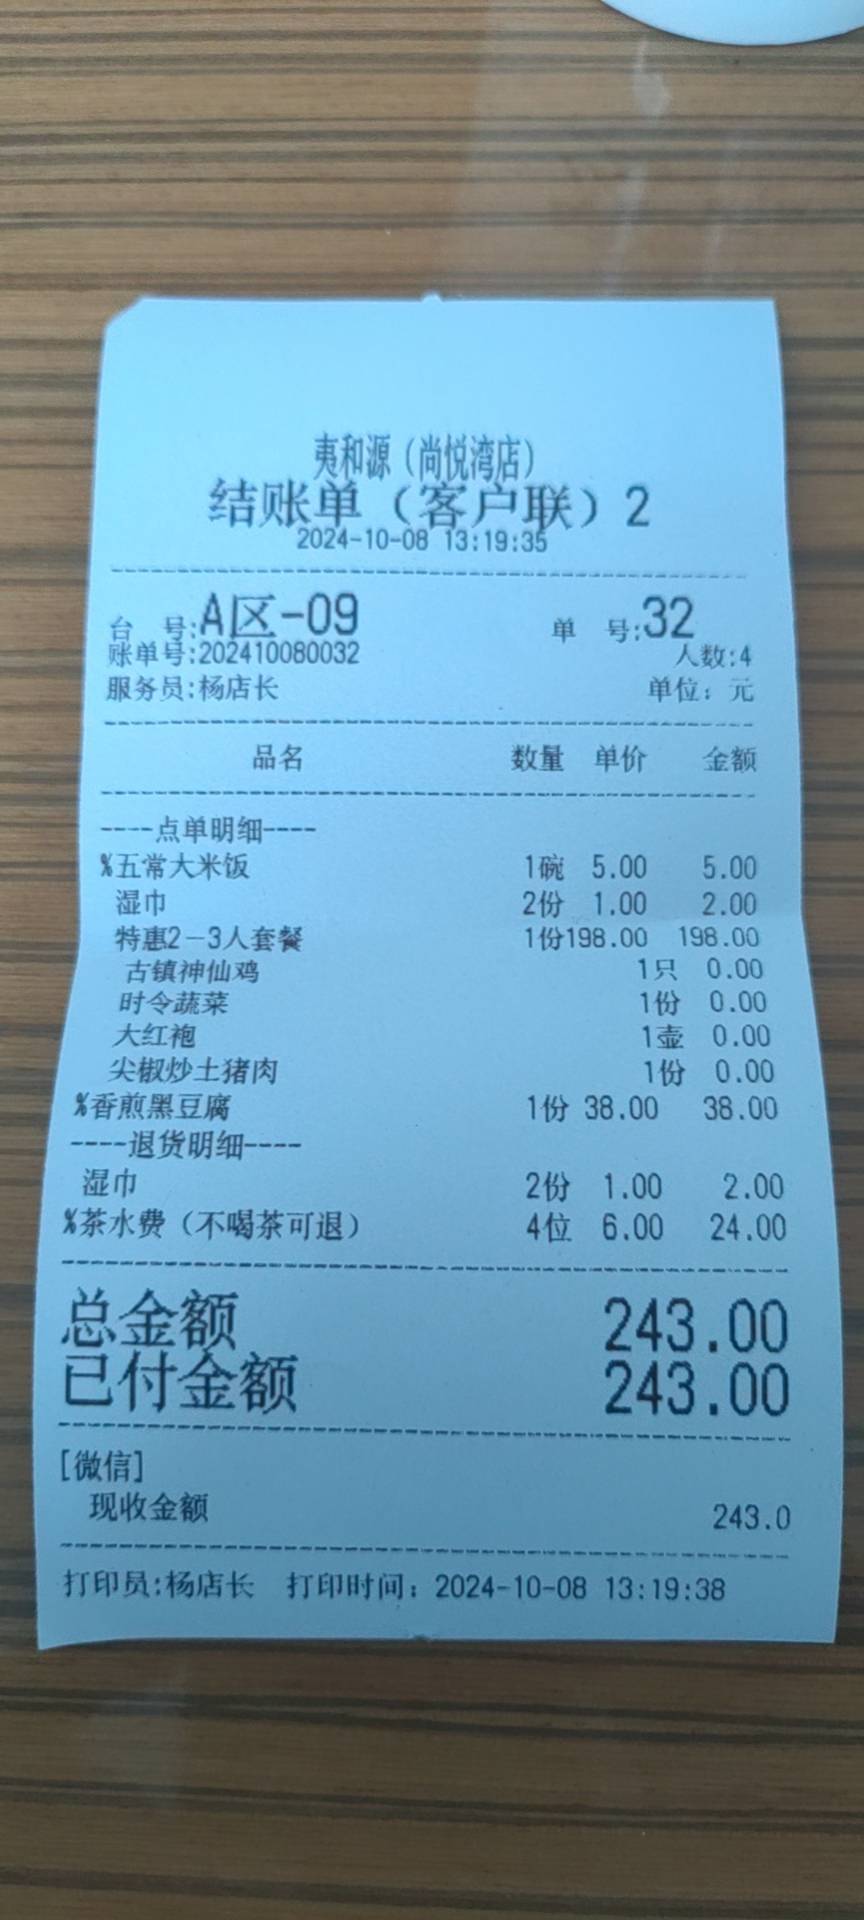 夷和源（尚悦湾店）
结账单（客户联）2
2024-10-08 13:19:35
台 号:A区-09 单 号:32
账单号:202410080032 人数:4
服务员:杨店长 单位：元
品名 数量 单价 金额
----点单明细----
%五常大米饭 1碗 5.00 5.00
湿巾 2份 1.00 2.00
特惠2-3人套餐 1份198.00 198.00
古镇神仙鸡 1只 0.00
时令蔬菜 1份 0.00
大红袍 1壶 0.00
尖椒炒土猪肉 1份 0.00
%香煎黑豆腐 1份 38.00 38.00
----退货明细----
湿巾 2份 1.00 2.00
%茶水费（不喝茶可退） 4位 6.00 24.00
总金额 243.00
已付金额 243.00
[微信]
现收金额 243.0
打印员:杨店长 打印时间：2024-10-08 13:19:38